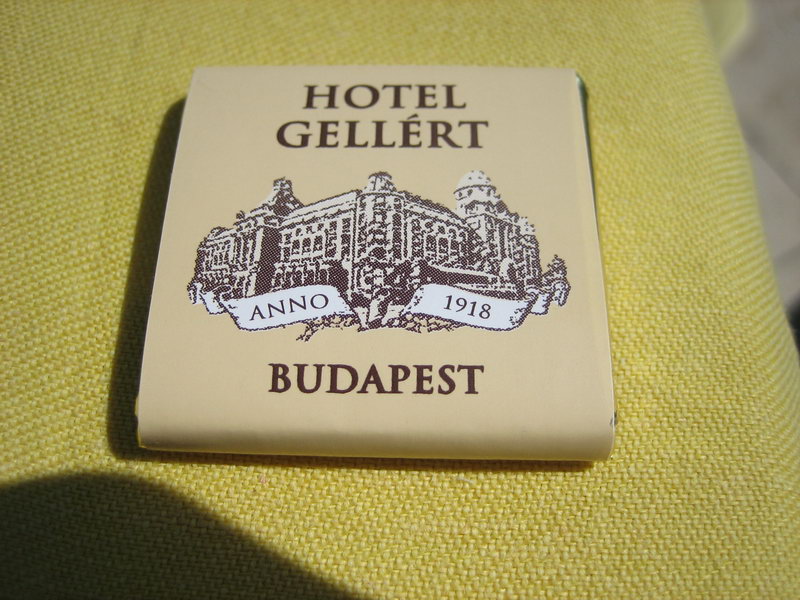 HOTEL
GELLÉRT
ANNO 1918
BUDAPEST